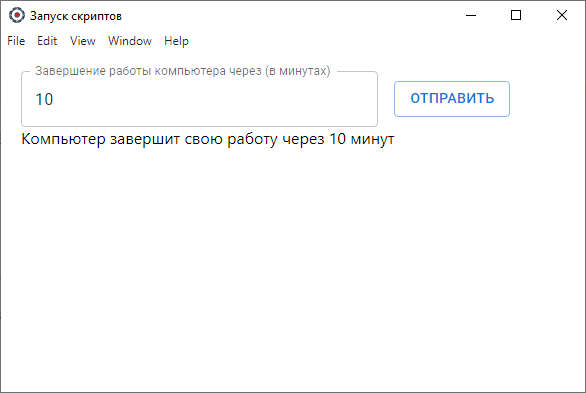 Запуск скриптов
File Edit View Window Help
Завершение работы компьютера через (в минутах)
10
ОТПРАВИТЬ
Компьютер завершит свою работу через 10 минут